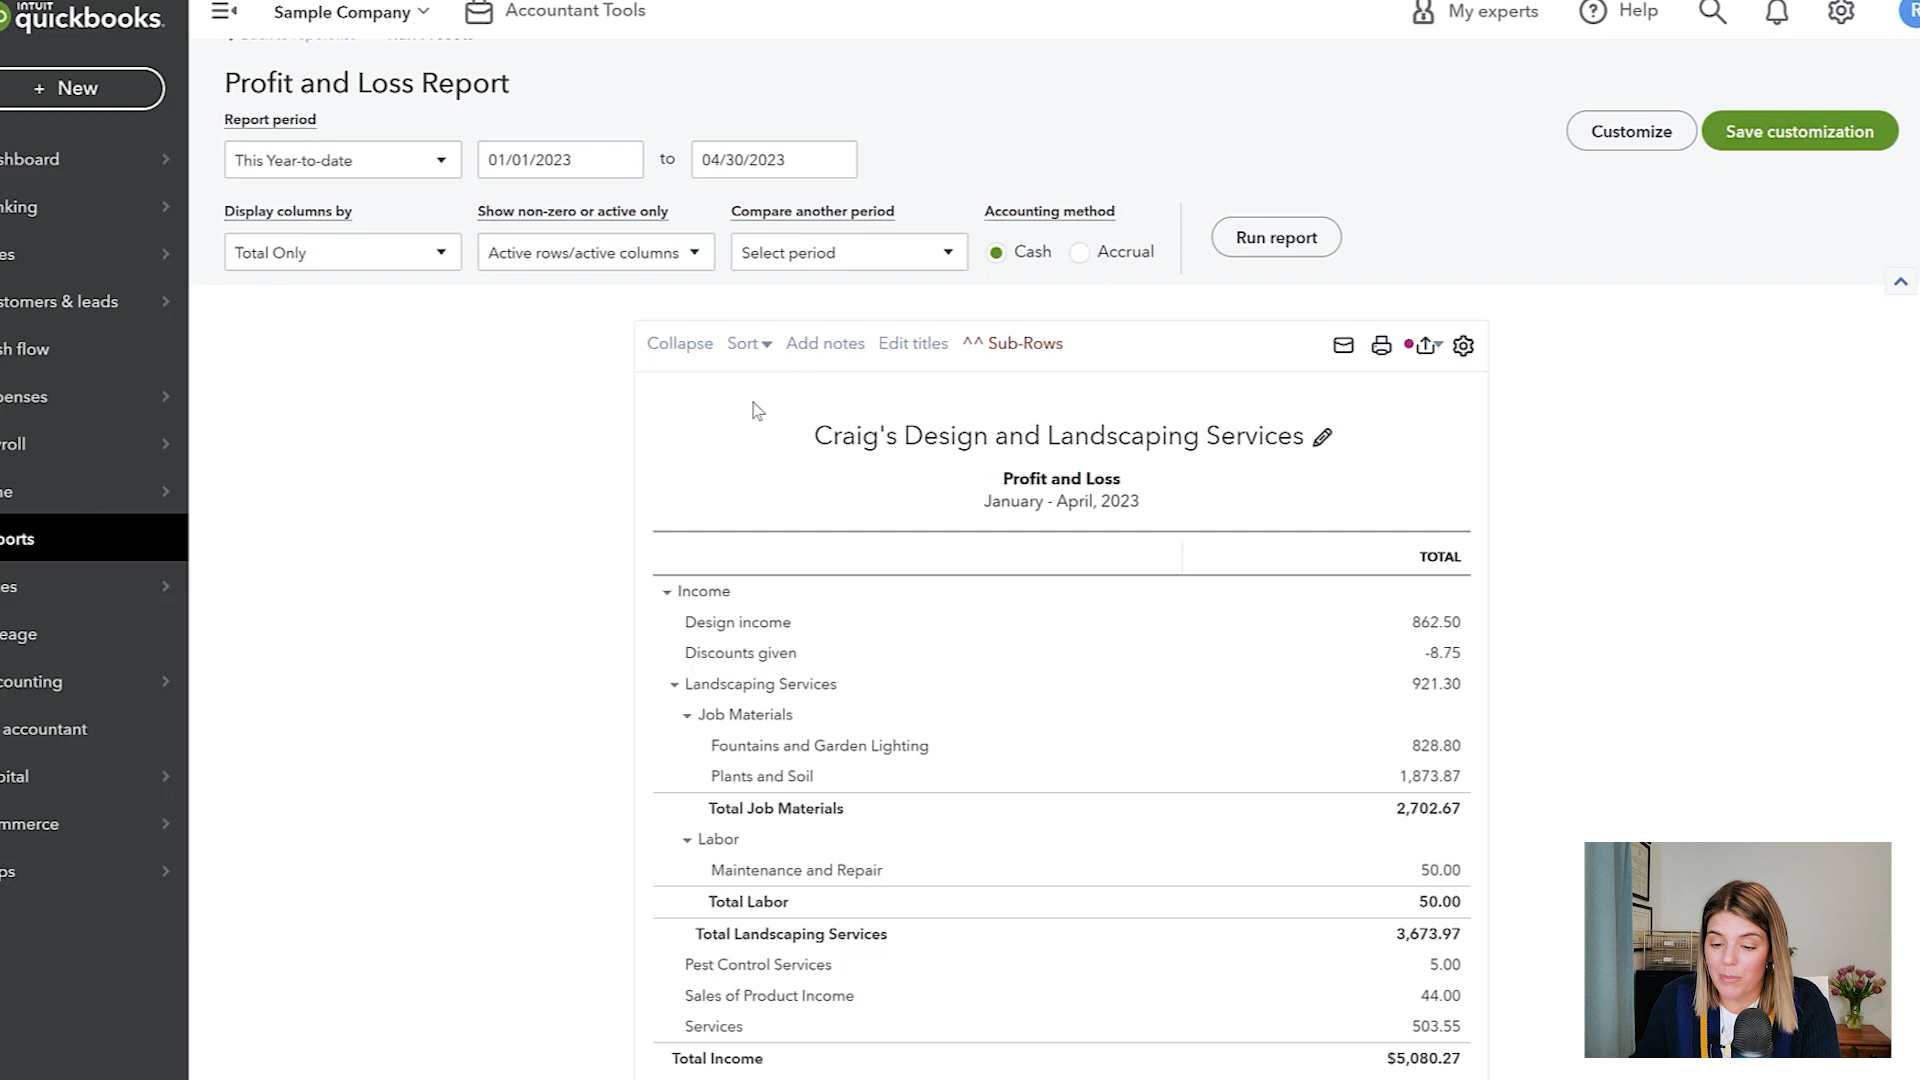 INTUIT
quickbooks.
Sample Company
Accountant Tools
My experts
Help
+ New
Profit and Loss Report
Report period
This Year-to-date
01/01/2023
to
04/30/2023
Customize
Save customization
Display columns by
Show non-zero or active only
Compare another period
Accounting method
Total Only
Active rows/active columns
Select period
Cash
Accrual
Run report
shboard
nking
es
stomers & leads
sh flow
penses
roll
ne
ports
es
eage
counting
accountant
pital
mmerce
ps
Collapse Sort Add notes Edit titles ^^ Sub-Rows
Craig's Design and Landscaping Services
Profit and Loss
January - April, 2023
TOTAL
Income
Design income 862.50
Discounts given -8.75
Landscaping Services 921.30
Job Materials
Fountains and Garden Lighting 828.80
Plants and Soil 1,873.87
Total Job Materials 2,702.67
Labor
Maintenance and Repair 50.00
Total Labor 50.00
Total Landscaping Services 3,673.97
Pest Control Services 5.00
Sales of Product Income 44.00
Services 503.55
Total Income $5,080.27